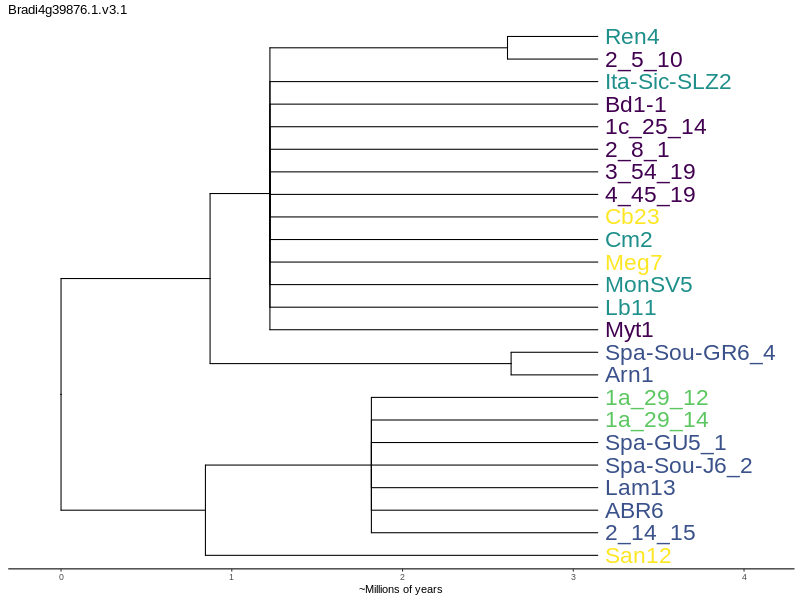 Bradi4g39876.1.v3.1
Ren4
2_5_10
Ita-Sic-SLZ2
Bd1-1
1c_25_14
2_8_1
3_54_19
4_45_19
Cb23
Cm2
Meg7
MonSV5
Lb11
Myt1
Spa-Sou-GR6_4
Arn1
1a_29_12
1a_29_14
Spa-GU5_1
Spa-Sou-J6_2
Lam13
ABR6
2_14_15
San12
0 1 2 3 4
~Millions of years